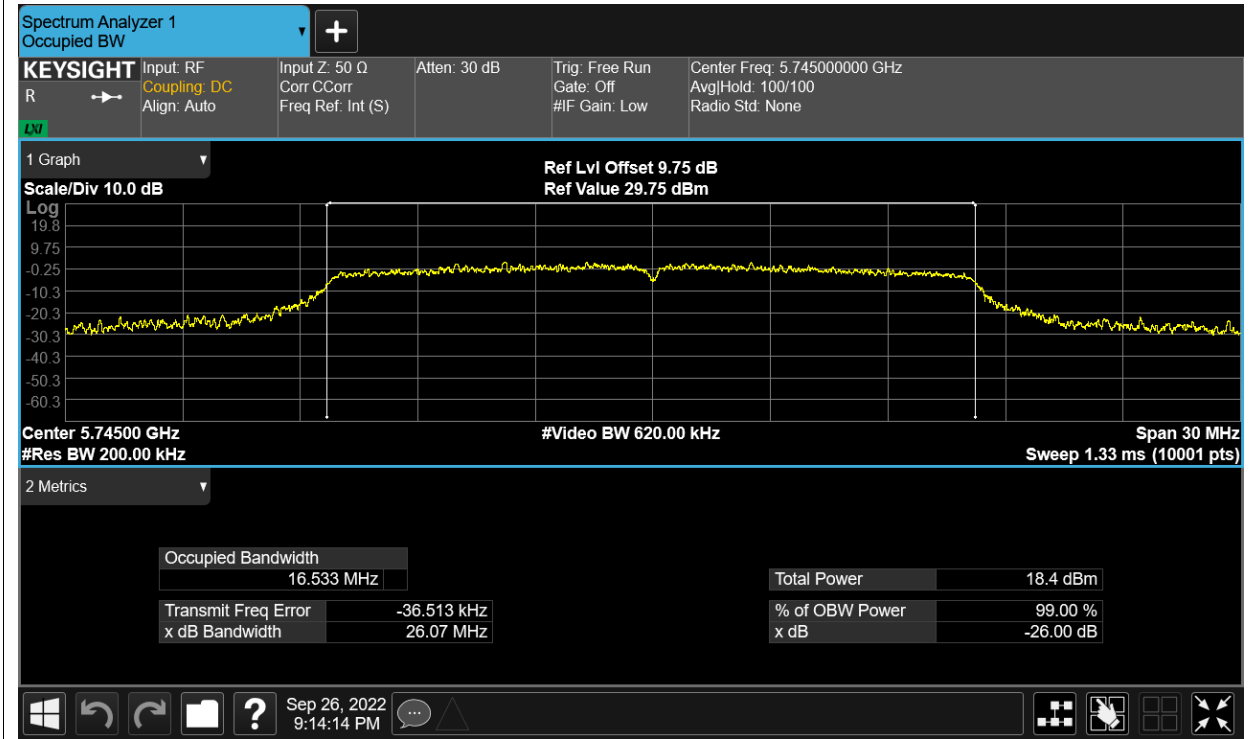 Spectrum Analyzer 1
Occupied BW
KEYSIGHT
R
LXI
Input: RF
Coupling: DC
Align: Auto
Input Z: 50 Ω
Corr CCorr
Freq Ref: Int (S)
Atten: 30 dB
Trig: Free Run
Gate: Off
#IF Gain: Low
Center Freq: 5.745000000 GHz
Avg|Hold: 100/100
Radio Std: None
1 Graph
Scale/Div 10.0 dB
Ref Lvl Offset 9.75 dB
Ref Value 29.75 dBm
Log
19.8
9.75
-0.25
-10.3
-20.3
-30.3
-40.3
-50.3
-60.3
Center 5.74500 GHz
#Video BW 620.00 kHz
Span 30 MHz
#Res BW 200.00 kHz
Sweep 1.33 ms (10001 pts)
2 Metrics
Occupied Bandwidth
16.533 MHz
Total Power 18.4 dBm
Transmit Freq Error -36.513 kHz
% of OBW Power 99.00 %
x dB Bandwidth 26.07 MHz
x dB -26.00 dB
?
Sep 26, 2022
9:14:14 PM